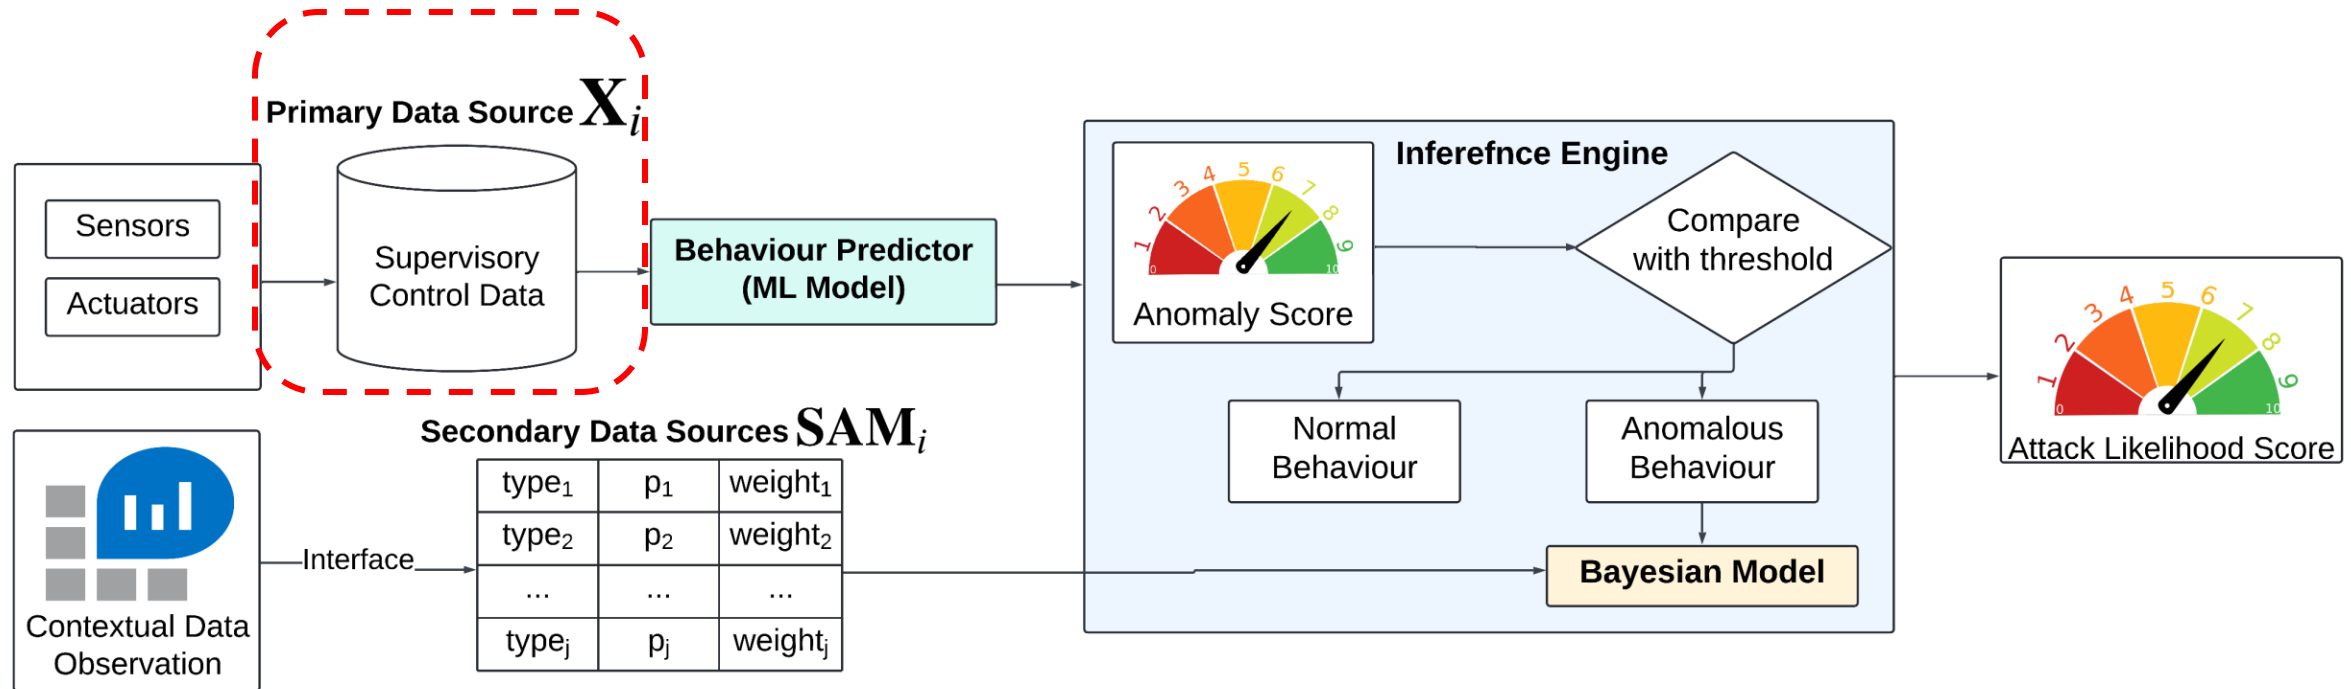 Primary Data Source Xi
Sensors
Actuators
Supervisory
Control Data
Behaviour Predictor
(ML Model)
Inferefnce Engine
0 1 2 3 4 5 6 7 8 9 10
Anomaly Score
Compare
with threshold
Normal
Behaviour
Anomalous
Behaviour
Bayesian Model
0 1 2 3 4 5 6 7 8 9 10
Attack Likelihood Score
Secondary Data Sources SAMi
Contextual Data
Observation
Interface
type1 p1 weight1
type2 p2 weight2
... ... ...
typej pj weightj